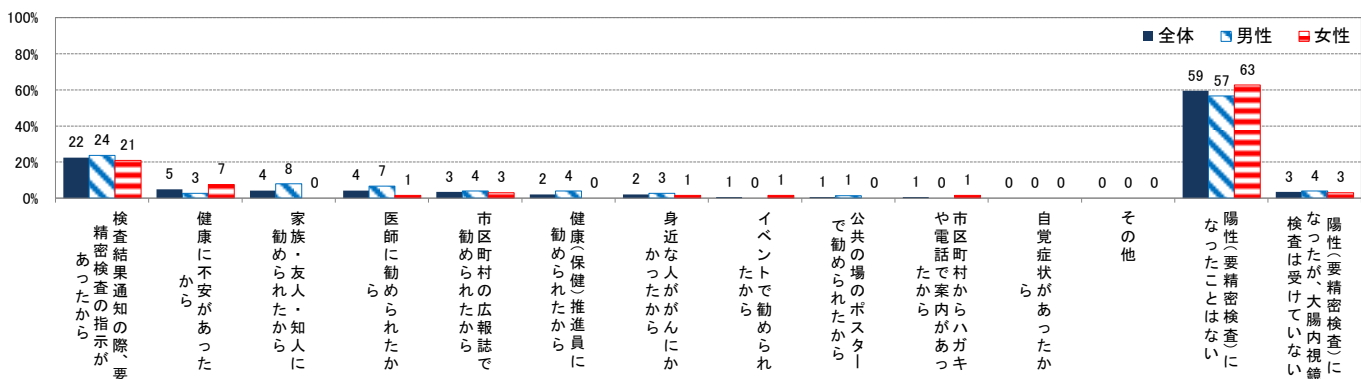 100%
80%
60%
40%
20%
0%
全体 男性 女性
22 24 21
5 3 7
4 8 0
4 7 1
3 4 3
2 4 0
2 3 1
1 0 1
1 1 0
1 0 1
0 0 0
0 0 0
59 57 63
3 4 3
検査結果通知の際、要
精密検査の指示が
あったから
健康に不安があった
から
家族・友人・知人に
勧められたから
医師に勧められたか
ら
市区町村の広報誌で
勧められたから
健康(保健)推進員に
勧められたから
身近な人ががんにか
かったから
イベントで勧められ
たから
公共の場のポスター
で勧められたから
市区町村からハガキ
や電話で案内があっ
たから
自覚症状があったか
ら
その他
陽性(要精密検査)に
なったことはない
陽性(要精密検査)に
なったが、大腸内視鏡
検査は受けていない